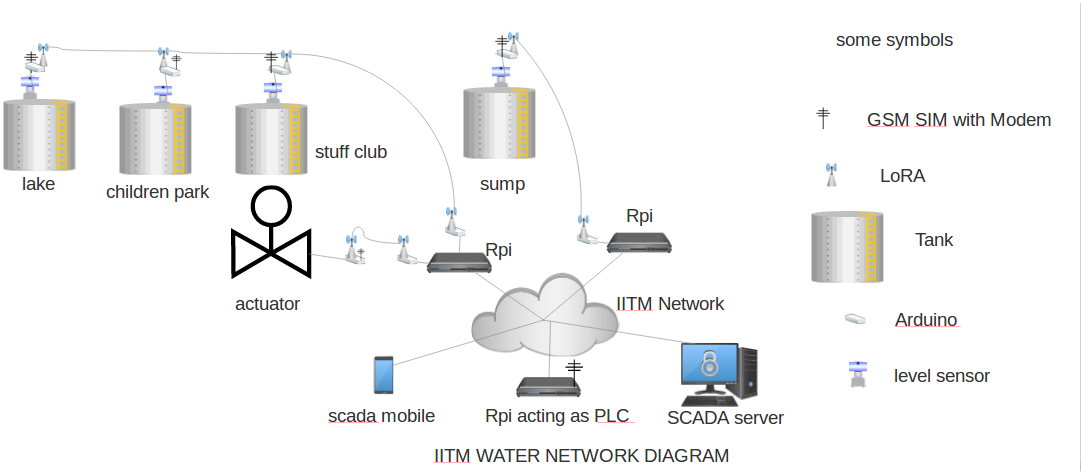 some symbols
GSM SIM with Modem
stuff club
LoRA
lake
children park
sump
Rpi
Tank
Rpi
actuator
IITM Network
Arduino
level sensor
scada mobile
Rpi acting as PLC
SCADA server
IITM WATER NETWORK DIAGRAM